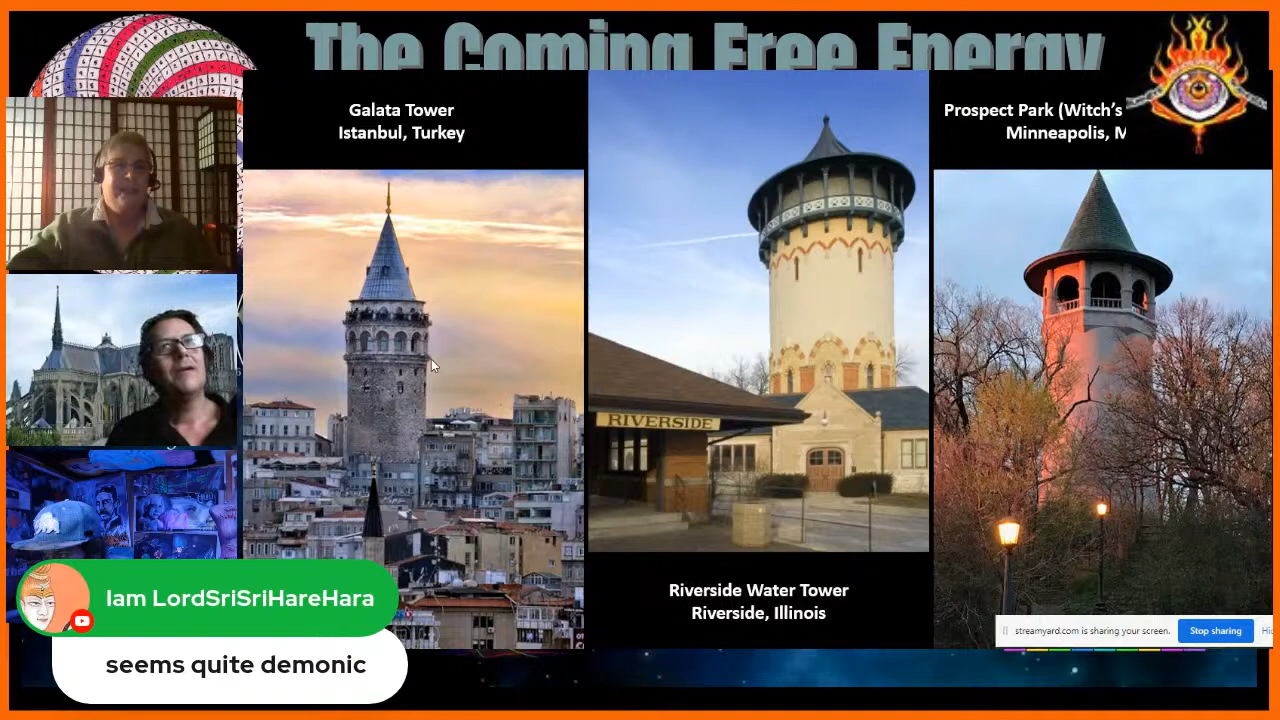 The Coming Free Energy
Galata Tower
Istanbul, Turkey
Prospect Park (Witch's
Minneapolis, M
RIVERSIDE
Riverside Water Tower
Riverside, Illinois
Iam LordSriSriHareHara
seems quite demonic
streamyard.com is sharing your screen.
Stop sharing
Hid